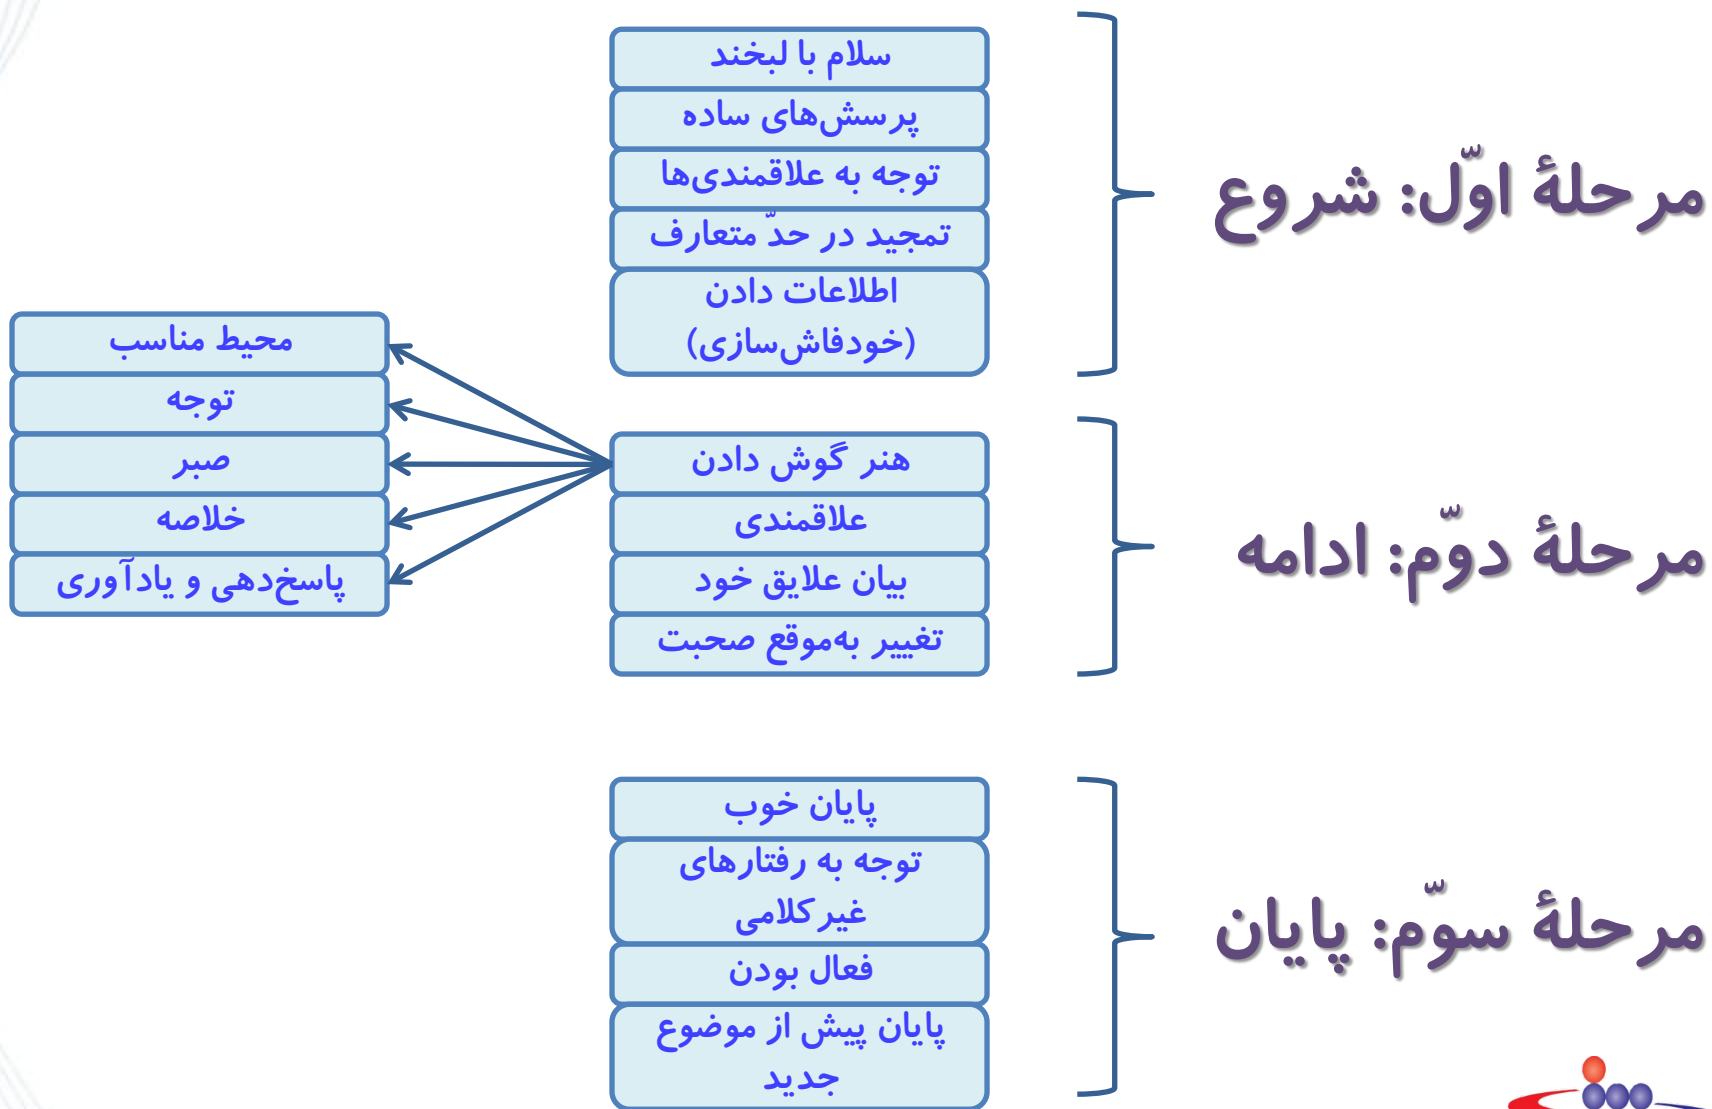 مرحلهٔ اوّل: شروع
سلام با لبخند
پرسش‌های ساده
توجه به علاقمندی‌ها
تمجید در حدّ متعارف
اطلاعات دادن
(خودفاش‌سازی)
مرحلهٔ دوّم: ادامه
هنر گوش دادن
علاقمندی
بیان علایق خود
تغییر به‌موقع صحبت
محیط مناسب
توجه
صبر
خلاصه
پاسخ‌دهی و یادآوری
مرحلهٔ سوّم: پایان
پایان خوب
توجه به رفتارهای
غیرکلامی
فعال بودن
پایان پیش از موضوع
جدید